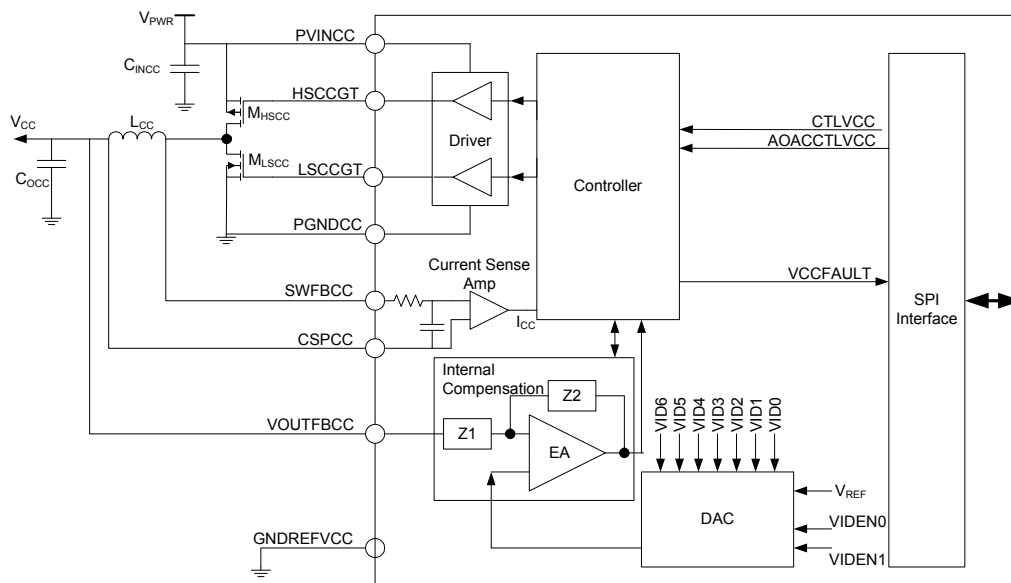 VPWR
PVINCC
CINCC
HSCCGT
MHSCC
Driver
VCC
LCC
MLSCC
LSCCGT
COCC
PGNDCC
Controller
CTLVCC
AOACCTLVCC
VCCFAULT
SPI
Interface
Current Sense
Amp
SWFBCC
ICC
CSPCC
Internal
Compensation
Z2
Z1
EA
VOUTFBCC
VID6
VID5
VID4
VID3
VID2
VID1
VID0
DAC
VREF
VIDEN0
VIDEN1
GNDREFVCC